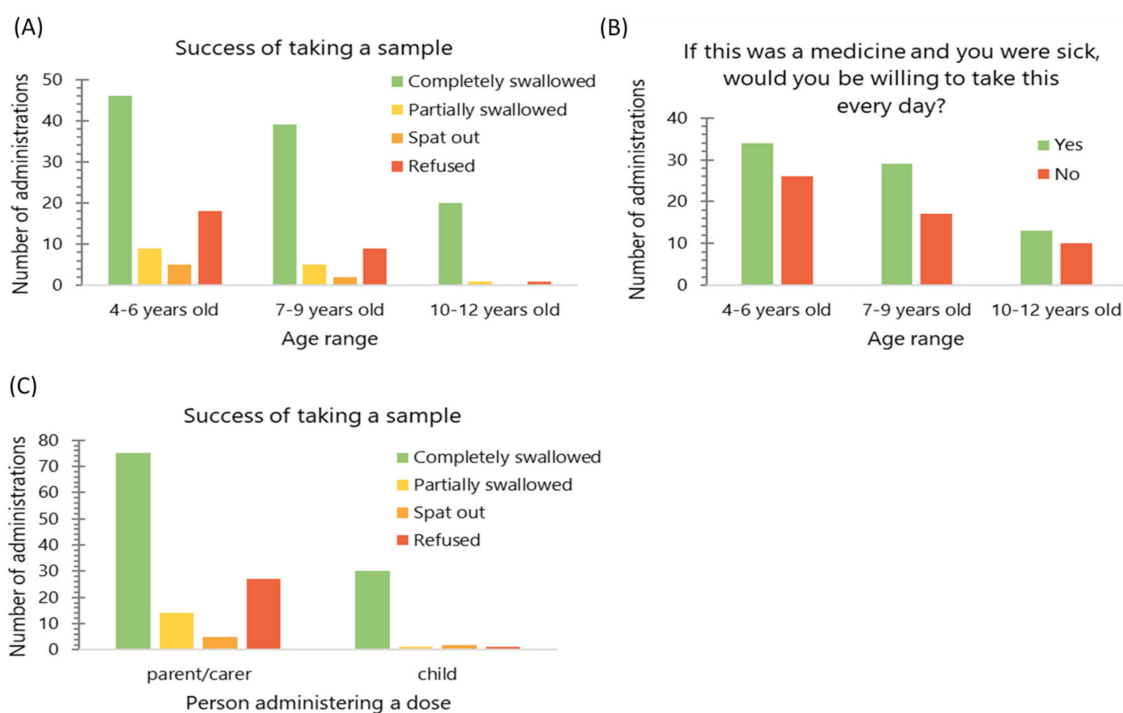 (A)
Success of taking a sample
Number of administrations
50
40
30
20
10
0
Completely swallowed
Partially swallowed
Spat out
Refused
4-6 years old 7-9 years old 10-12 years old
Age range
(B)
If this was a medicine and you were sick,
would you be willing to take this
every day?
Number of administrations
40
30
20
10
0
Yes
No
4-6 years old 7-9 years old 10-12 years old
Age range
(C)
Success of taking a sample
Number of administrations
80
70
60
50
40
30
20
10
0
Completely swallowed
Partially swallowed
Spat out
Refused
parent/carer child
Person administering a dose